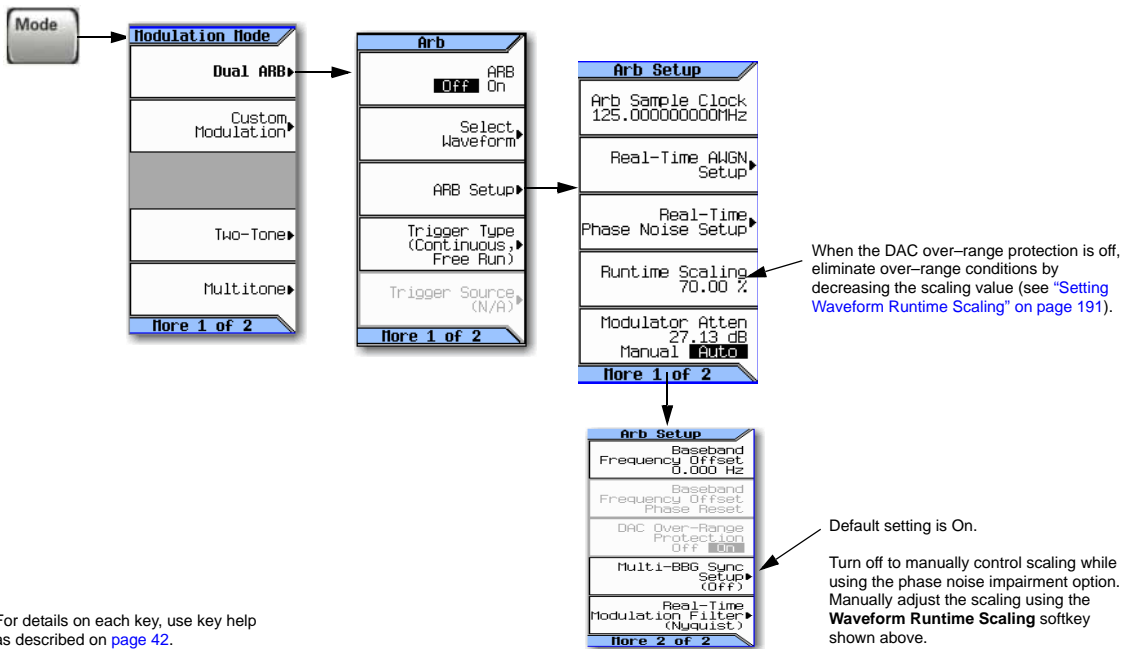 Mode
Modulation Mode
Dual ARB
Custom
Modulation
Two-Tone
Multitone
More 1 of 2
Arb
ARB
Off On
Select
Waveform
ARB Setup
Trigger Type
(Continuous,
Free Run)
Trigger Source
(N/A)
More 1 of 2
Arb Setup
Arb Sample Clock
125.000000000MHz
Real-Time AWGN
Setup
Real-Time
Phase Noise Setup
Runtime Scaling
70.00 %
Modulator Atten
27.13 dB
Manual Auto
More 1 of 2
When the DAC over–range protection is off,
eliminate over–range conditions by
decreasing the scaling value (see “Setting
Waveform Runtime Scaling” on page 191).
Arb Setup
Baseband
Frequency Offset
0.000 Hz
Baseband
Frequency Offset
Phase Reset
DAC Over-Range
Protection
Off On
Multi-BBG Sync
Setup
(Off)
Real-Time
Modulation Filter
(Nyquist)
More 2 of 2
Default setting is On.
Turn off to manually control scaling while
using the phase noise impairment option.
Manually adjust the scaling using the
Waveform Runtime Scaling softkey
shown above.
For details on each key, use key help
as described on page 42.